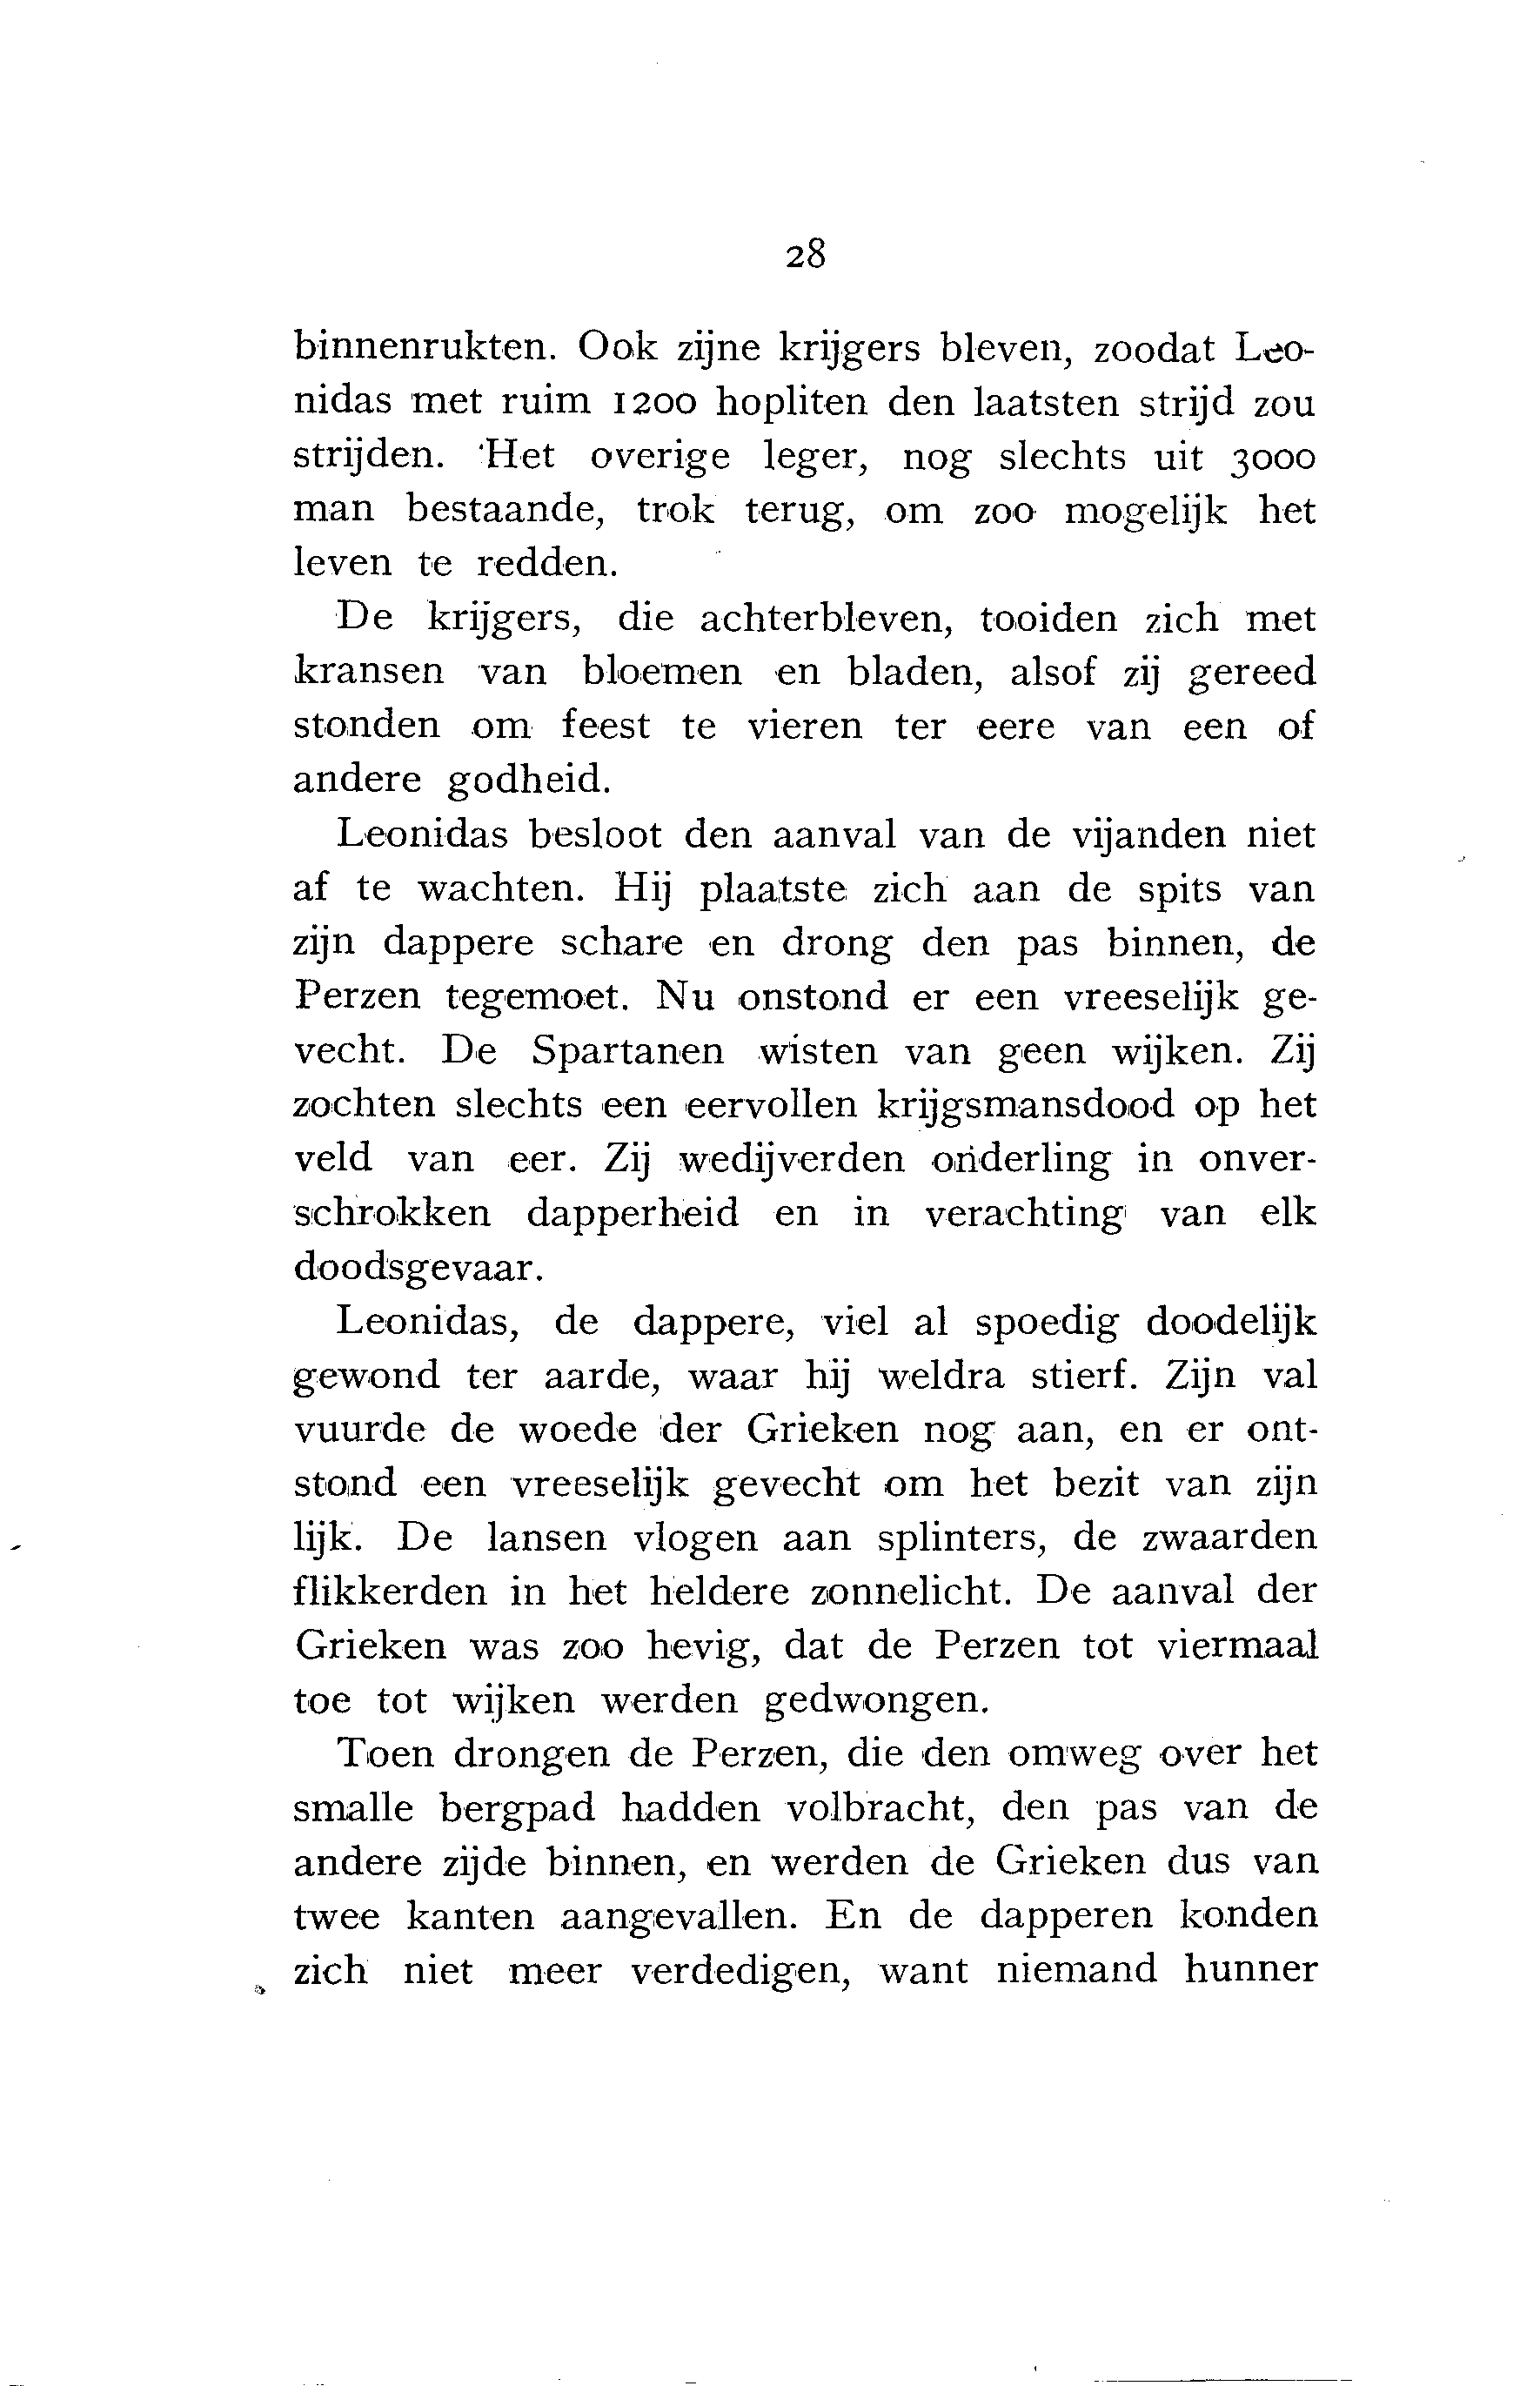 28
binnenrukten. Ook zijne krijgers bleven, zoodat Leo-
nidas met ruim 1200 hopliten den laatsten strijd zou
strijden. Het overige leger, nog slechts uit 3000
man bestaande, trok terug, om zoo mogelijk het
leven te redden.
De krijgers, die achterbleven, tooiden zich met
kransen van bloemen en bladen, alsof zij gereed
stonden om feest te vieren ter eere van een of
andere godheid.
Leonidas besloot den aanval van de vijanden niet
af te wachten. Hij plaatste zich aan de spits van
zijn dappere schare en drong den pas binnen, de
Perzen tegemoet. Nu onstond er een vreeselijk ge-
vecht. De Spartanen wisten van geen wijken. Zij
zochten slechts een eervollen krijgsmansdood op het
veld van eer. Zij wedijverden onderling in onver-
schrokken dapperheid en in verachting van elk
doodsgevaar.
Leonidas, de dappere, viel al spoedig doodelijk
gewond ter aarde, waar hij weldra stierf. Zijn val
vuurde de woede der Grieken nog aan, en er ont-
stond een vreeselijk gevecht om het bezit van zijn
lijk. De lansen vlogen aan splinters, de zwaarden
flikkerden in het heldere zonnelicht. De aanval der
Grieken was zoo hevig, dat de Perzen tot viermaal
toe tot wijken werden gedwongen.
Toen drongen de Perzen, die den omweg over het
smalle bergpad hadden volbracht, den pas van de
andere zijde binnen, en werden de Grieken dus van
twee kanten aangevallen. En de dapperen konden
zich niet meer verdedigen, want niemand hunner